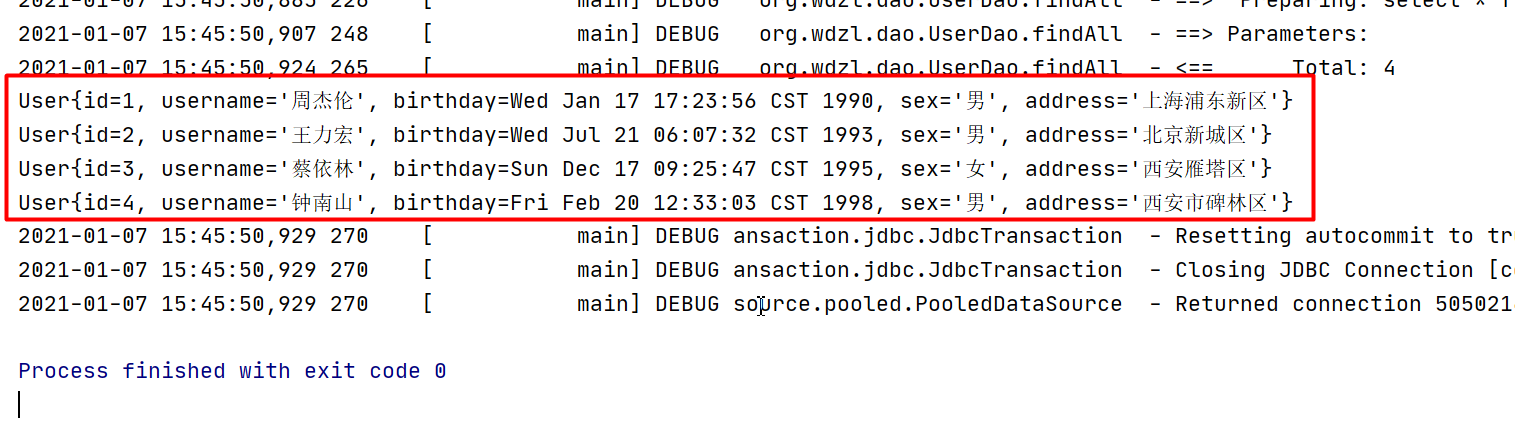 2021-01-07 15:45:50,885 228    [           main] DEBUG   org.wdzl.dao.UserDao.findAll  - ==>  Preparing: select *
2021-01-07 15:45:50,907 248    [           main] DEBUG   org.wdzl.dao.UserDao.findAll  - ==> Parameters:
2021-01-07 15:45:50,924 265    [           main] DEBUG   org.wdzl.dao.UserDao.findAll  - <==      Total: 4
User{id=1, username='周杰伦', birthday=Wed Jan 17 17:23:56 CST 1990, sex='男', address='上海浦东新区'}
User{id=2, username='王力宏', birthday=Wed Jul 21 06:07:32 CST 1993, sex='男', address='北京新城区'}
User{id=3, username='蔡依林', birthday=Sun Dec 17 09:25:47 CST 1995, sex='女', address='西安雁塔区'}
User{id=4, username='钟南山', birthday=Fri Feb 20 12:33:03 CST 1998, sex='男', address='西安市碑林区'}
2021-01-07 15:45:50,929 270    [           main] DEBUG ansaction.jdbc.JdbcTransaction  - Resetting autocommit to tr
2021-01-07 15:45:50,929 270    [           main] DEBUG ansaction.jdbc.JdbcTransaction  - Closing JDBC Connection [c
2021-01-07 15:45:50,929 270    [           main] DEBUG source.pooled.PooledDataSource  - Returned connection 505021
Process finished with exit code 0